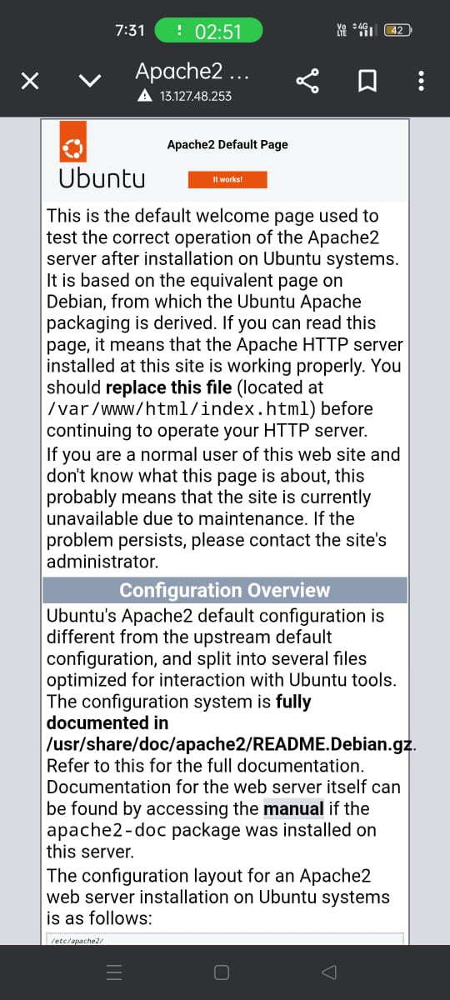 7:31
! 02:51
Vo LTE 4G 42
Apache2 ...
13.127.48.253
Apache2 Default Page
Ubuntu
It works!
This is the default welcome page used to
test the correct operation of the Apache2
server after installation on Ubuntu systems.
It is based on the equivalent page on
Debian, from which the Ubuntu Apache
packaging is derived. If you can read this
page, it means that the Apache HTTP server
installed at this site is working properly. You
should replace this file (located at
/var/www/html/index.html) before
continuing to operate your HTTP server.
If you are a normal user of this web site and
don't know what this page is about, this
probably means that the site is currently
unavailable due to maintenance. If the
problem persists, please contact the site's
administrator.
Configuration Overview
Ubuntu's Apache2 default configuration is
different from the upstream default
configuration, and split into several files
optimized for interaction with Ubuntu tools.
The configuration system is fully
documented in
/usr/share/doc/apache2/README.Debian.gz.
Refer to this for the full documentation.
Documentation for the web server itself can
be found by accessing the manual if the
apache2-doc package was installed on
this server.
The configuration layout for an Apache2
web server installation on Ubuntu systems
is as follows:
/etc/apache2/